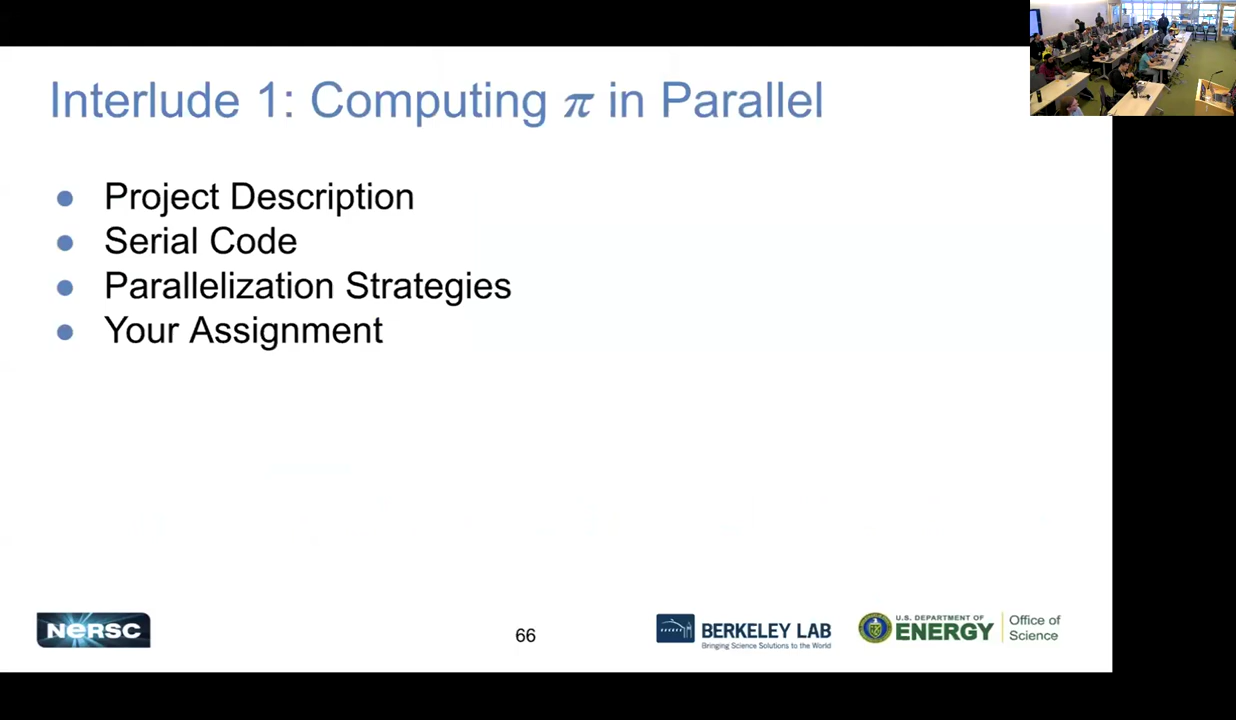 Interlude 1: Computing π in Parallel
● Project Description
● Serial Code
● Parallelization Strategies
● Your Assignment
NERSC
66
BERKELEY LAB
Bringing Science Solutions to the World
U.S. DEPARTMENT OF
ENERGY
Office of
Science